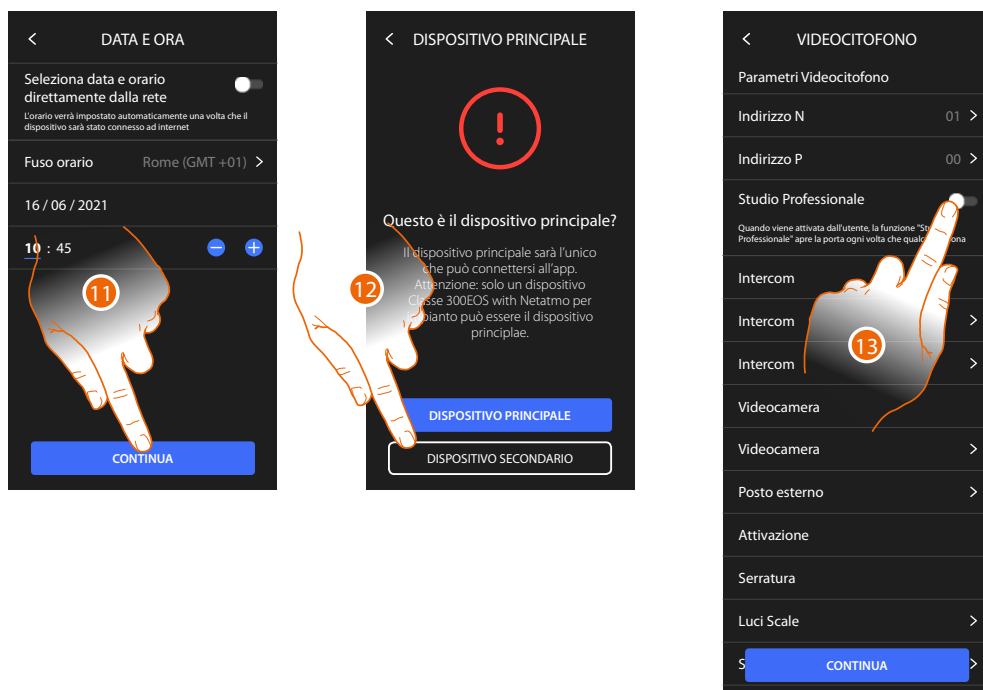 DATA E ORA
Seleziona data e orario
direttamente dalla rete
L'orario verrà impostato automaticamente una volta che il
dispositivo sarà stato connesso ad internet
Fuso orario Rome (GMT +01)
16 / 06 / 2021
10 : 45
11
CONTINUA
DISPOSITIVO PRINCIPALE
Questo è il dispositivo principale?
Il dispositivo principale sarà l'unico
che può connettersi all'app.
Attenzione: solo un dispositivo
Classe 300EOS with Netatmo per
impianto può essere il dispositivo
principlae.
12
DISPOSITIVO PRINCIPALE
DISPOSITIVO SECONDARIO
VIDEOCITOFONO
Parametri Videocitofono
Indirizzo N 01
Indirizzo P 00
Studio Professionale
Quando viene attivata dall'utente, la funzione "Stu
Professionale" apre la porta ogni volta che qualc ona
Intercom
Intercom
Intercom
13
Videocamera
Videocamera
Posto esterno
Attivazione
Serratura
Luci Scale
S
CONTINUA